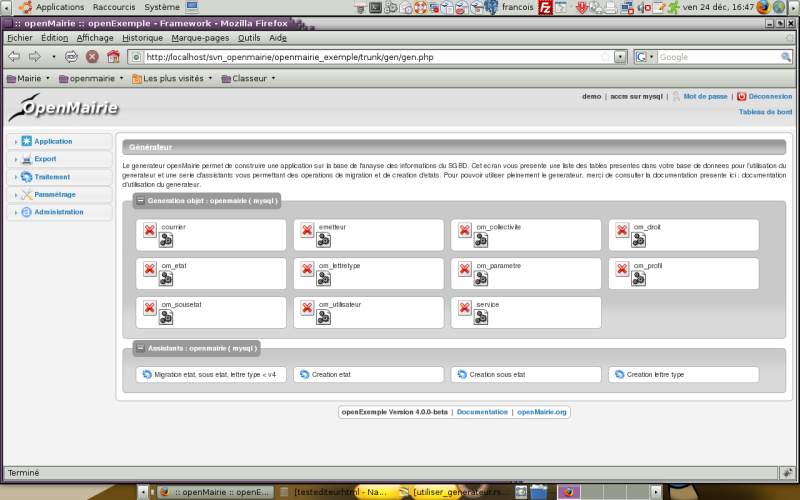 Applications Raccourcis Système francois ven 24 déc, 16:47
:: openMairie :: openExemple - Framework - Mozilla Firefox
Fichier Édition Affichage Historique Marque-pages Outils Aide
http://localhost/svn_openmairie/openmairie_exemple/trunk/gen/gen.php
Google
Mairie openmairie Les plus visités Classeur
OpenMairie
demo | accm sur mysql | Mot de passe | Déconnexion
Tableau de bord
Application
Export
Traitement
Paramétrage
Administration
Générateur
Le generateur openMairie permet de construire une application sur la base de l'anayse des informations du SGBD. Cet ecran vous presente une liste des tables presentes dans votre base de donnees pour l'utilisation du
generateur et une serie d'assistants vous permettant des operations de migration et de creation d'etats. Pour pouvoir utiliser pleinement le generateur, merci de consulter la documentation presente ici : documentation
d'utilisation du generateur.
Generation objet : openmairie ( mysql )
courrier emetteur om_collectivite om_droit
om_etat om_lettretype om_parametre om_profil
om_sousetat om_utilisateur service
Assistants : openmairie ( mysql )
Migration etat, sous etat, lettre type < v4 Creation etat Creation sous etat Creation lettre type
openExemple Version 4.0.0-beta | Documentation | openMairie.org
Terminé
:: openMairie :: openE... [testediteurhtml - Na... [utiliser_generateur.rs...